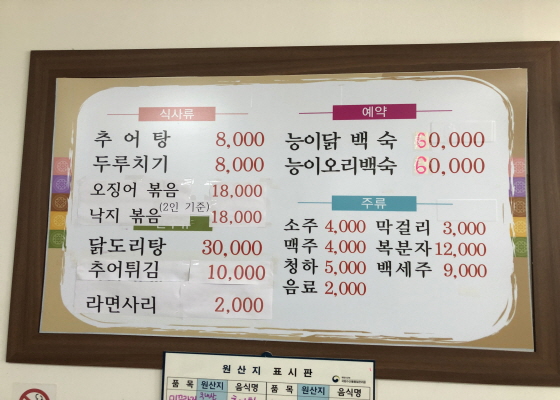 식사류
추어탕 8,000
두루치기 8,000
오징어 볶음 18,000
낙지 볶음 (2인 기준) 18,000
닭도리탕 30,000
추어튀김 10,000
라면사리 2,000
예약
능이닭 백숙 60,000
능이오리백숙 60,000
주류
소주 4,000 막걸리 3,000
맥주 4,000 복분자 12,000
청하 5,000 백세주 9,000
음료 2,000
원산지 표시판
품목 원산지 음식명 품목 원산지 음식명